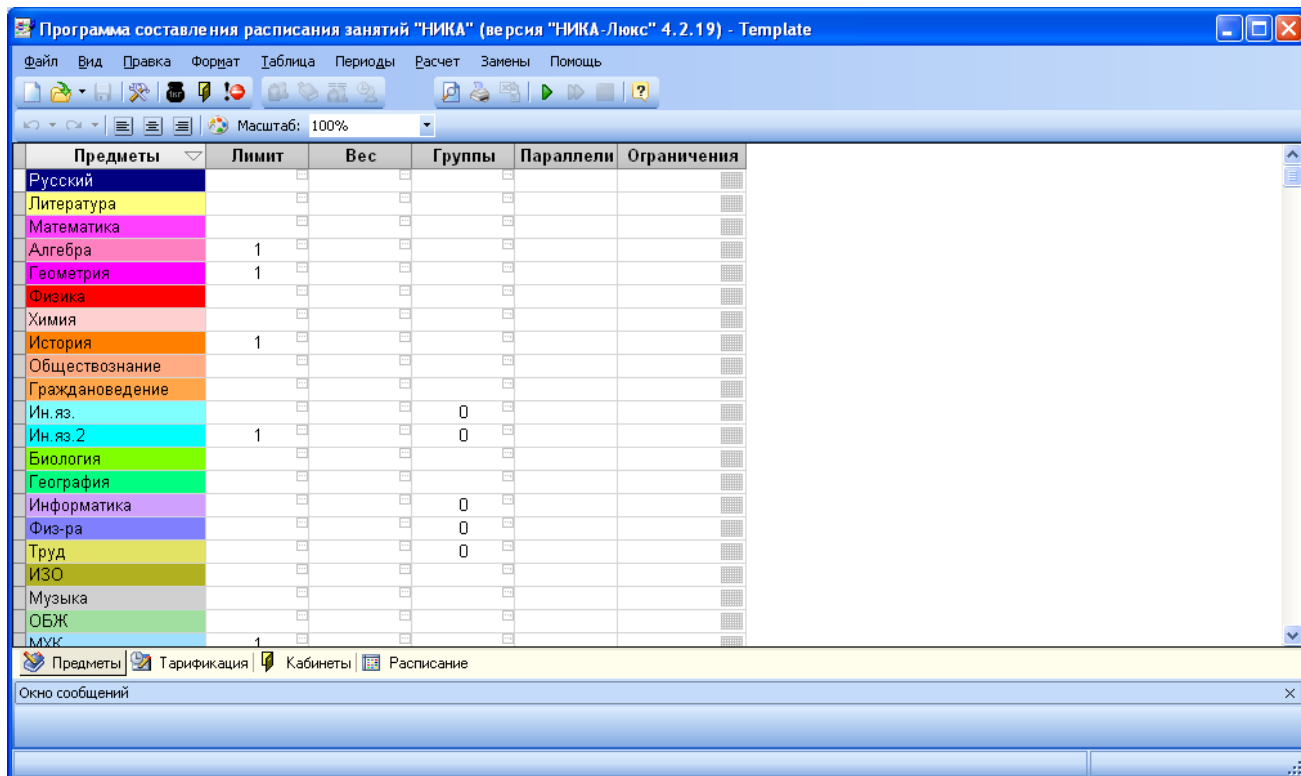 Программа составления расписания занятий "НИКА" (версия "НИКА-Люкс" 4.2.19) - Template
Файл Вид Правка Формат Таблица Периоды Расчет Замены Помощь
Масштаб: 100%
Предметы Лимит Вес Группы Параллели Ограничения
Русский
Литература
Математика
Алгебра 1
Геометрия 1
Физика
Химия
История 1
Обществознание
Граждановедение
Ин.яз. 0
Ин.яз.2 1 0
Биология
География
Информатика 0
Физ-ра 0
Труд 0
ИЗО
Музыка
ОБЖ
МХК 1
Предметы Тарификация Кабинеты Расписание
Окно сообщений